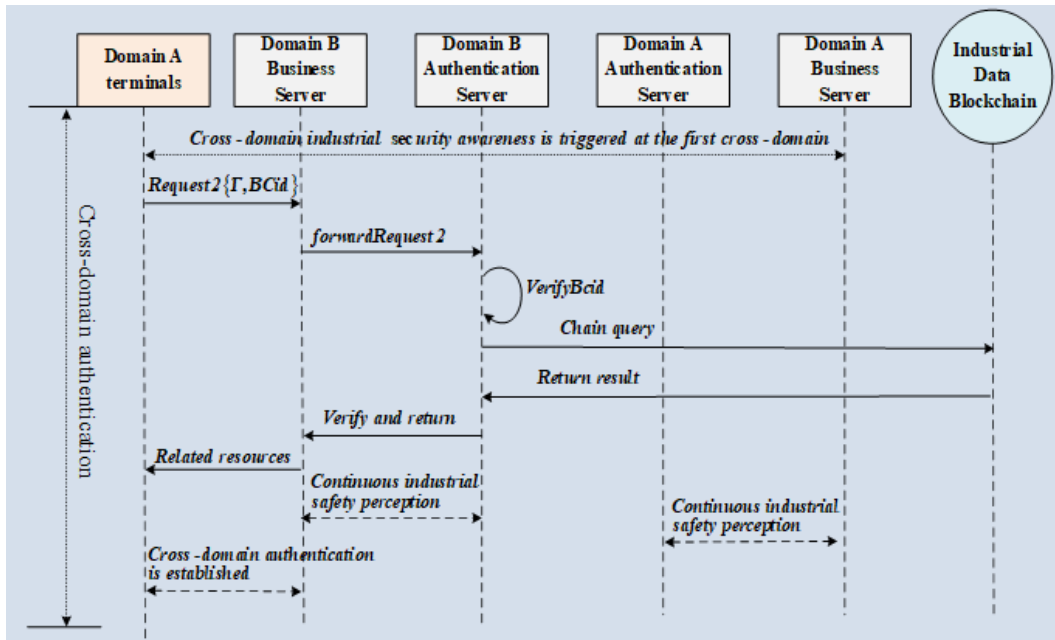 Domain A
terminals
Domain B
Business
Server
Domain B
Authentication
Server
Domain A
Authentication
Server
Domain A
Business
Server
Industrial
Data
Blockchain
Cross-domain industrial security awareness is triggered at the first cross-domain
Request2{Γ,BCid}
forwardRequest2
VerifyBcid
Chain query
Return result
Verify and return
Related resources
Continuous industrial
safety perception
Continuous industrial
safety perception
Cross-domain authentication
is established
Cross-domain authentication